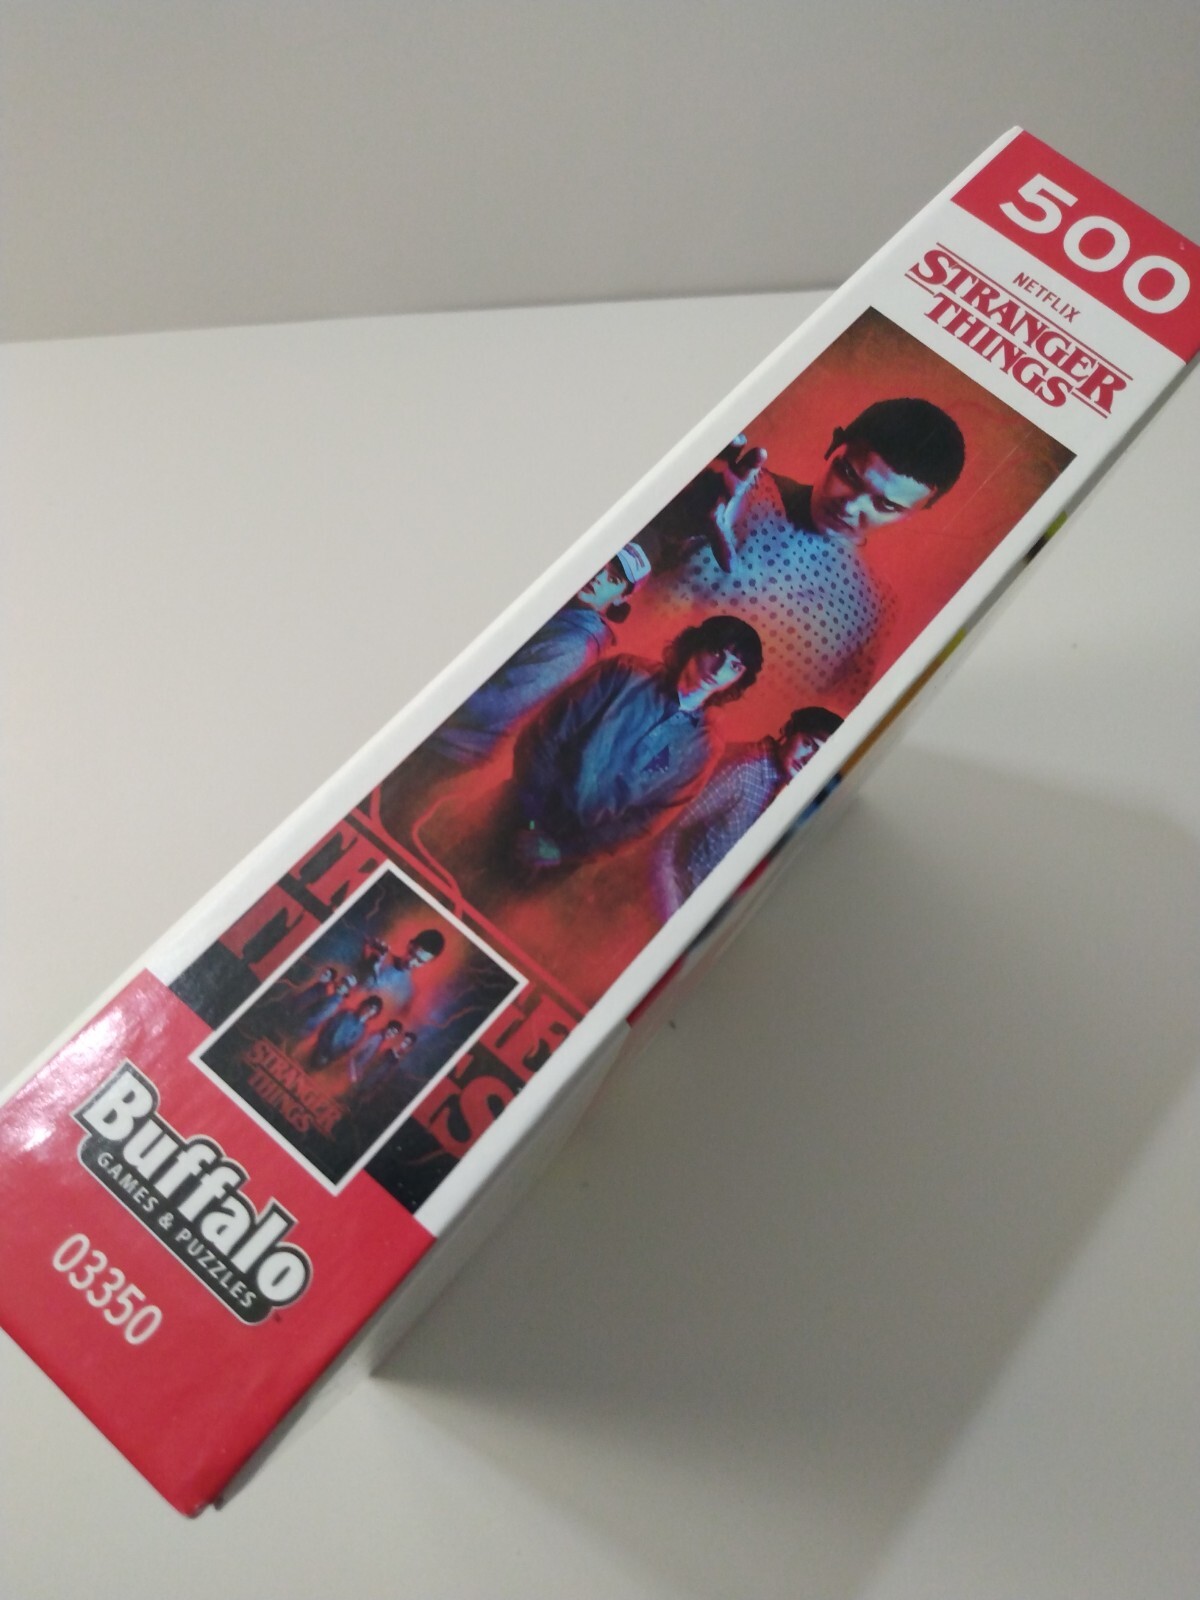 500
NETFLIX
STRANGER
THINGS
STRANGER
THINGS
Buffalo
GAMES & PUZZLES
03350